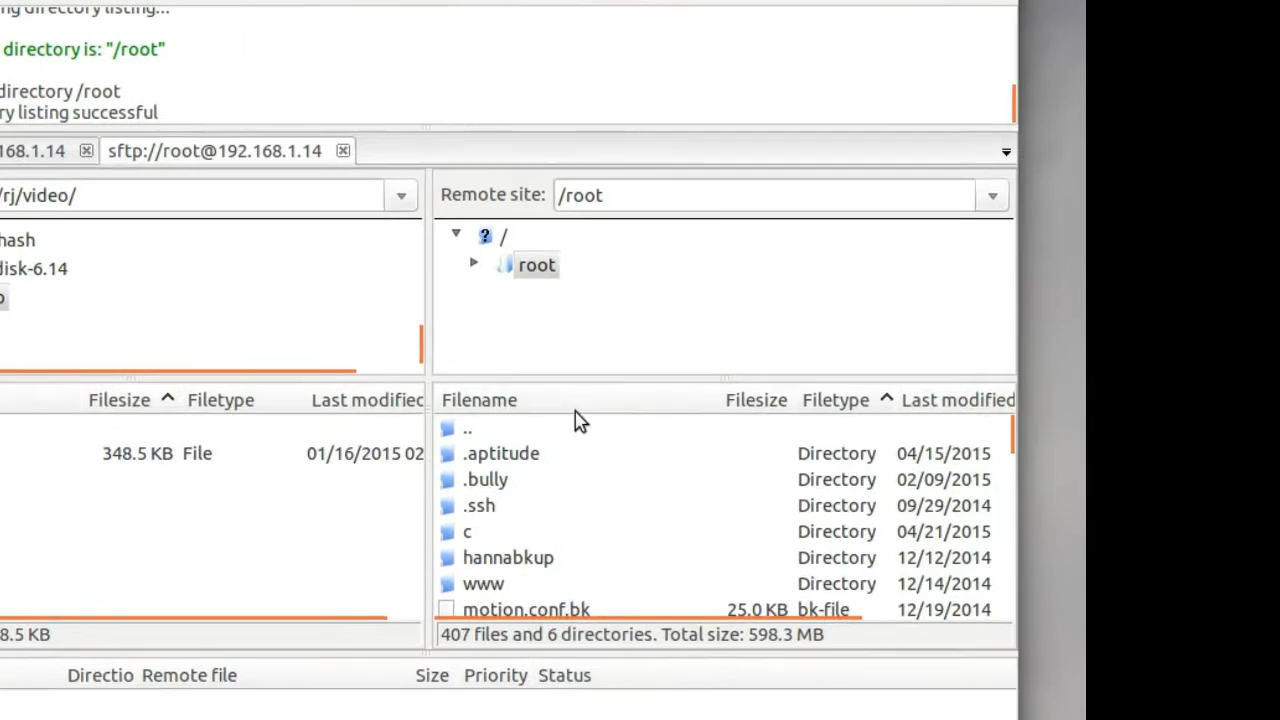 ng directory listing...
directory is: "/root"
directory /root
ry listing successful
168.1.14 sftp://root@192.168.1.14
/rj/video/ Remote site: /root
/
hash
root
disk-6.14
Filesize Filetype Last modified Filename Filesize Filetype Last modified
..
348.5 KB File 01/16/2015 02 .aptitude Directory 04/15/2015
.bully Directory 02/09/2015
.ssh Directory 09/29/2014
c Directory 04/21/2015
hannabkup Directory 12/12/2014
www Directory 12/14/2014
motion.conf.bk 25.0 KB bk-file 12/19/2014
8.5 KB 407 files and 6 directories. Total size: 598.3 MB
Directio Remote file Size Priority Status